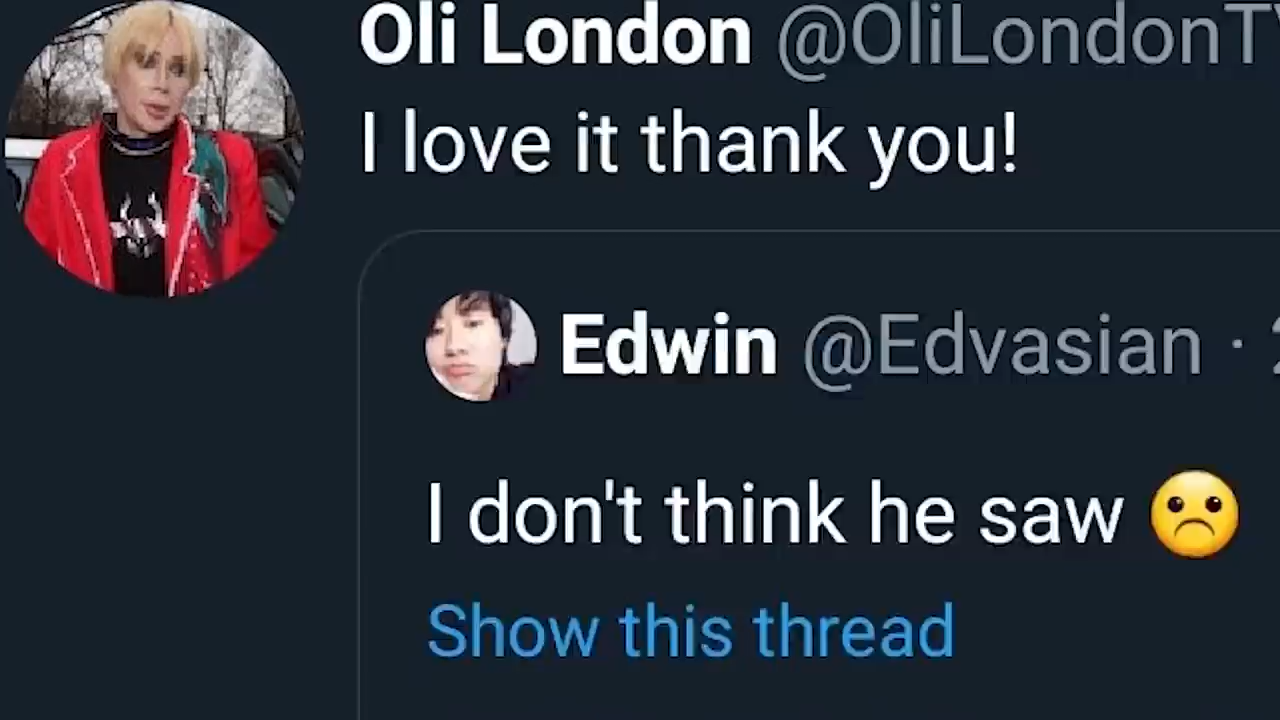 Oli London @OliLondonT
I love it thank you!
Edwin @Edvasian ·
I don't think he saw ☹️
Show this thread